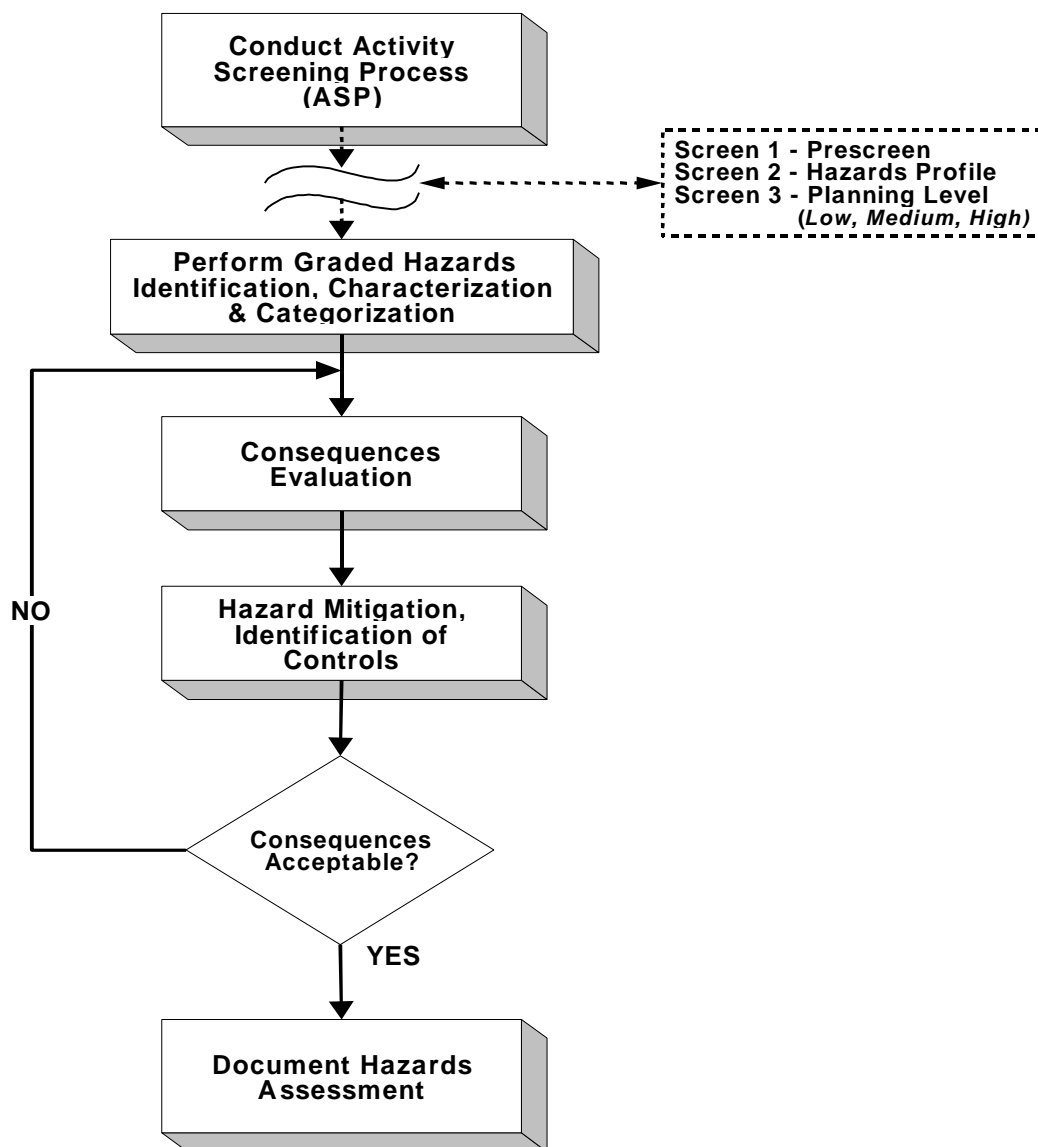 Conduct Activity
Screening Process
(ASP)
Screen 1 - Prescreen
Screen 2 - Hazards Profile
Screen 3 - Planning Level
(Low, Medium, High)
Perform Graded Hazards
Identification, Characterization
& Categorization
Consequences
Evaluation
Hazard Mitigation,
Identification of
Controls
NO
Consequences
Acceptable?
YES
Document Hazards
Assessment